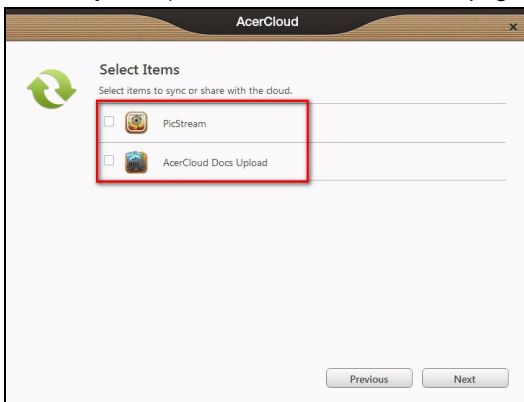 AcerCloud
Select Items
Select items to sync or share with the cloud.
PicStream
AcerCloud Docs Upload
Previous
Next